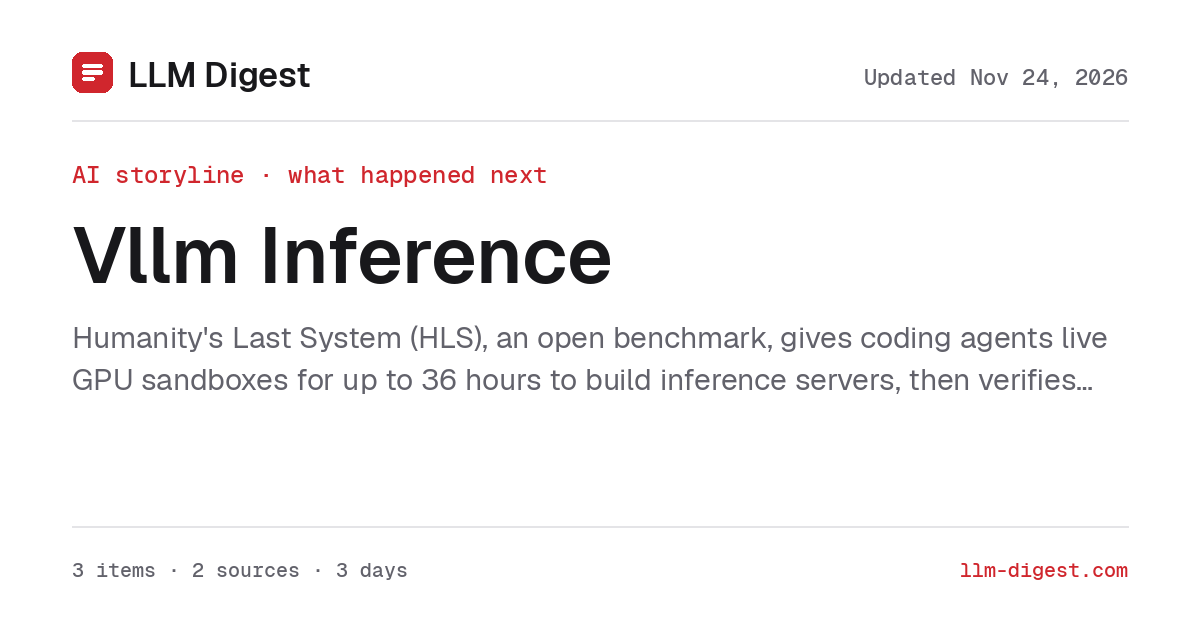 LLM Digest
Updated Nov 24, 2026
AI storyline · what happened next
Vllm Inference
Humanity's Last System (HLS), an open benchmark, gives coding agents live
GPU sandboxes for up to 36 hours to build inference servers, then verifies…
3 items · 2 sources · 3 days
llm-digest.com